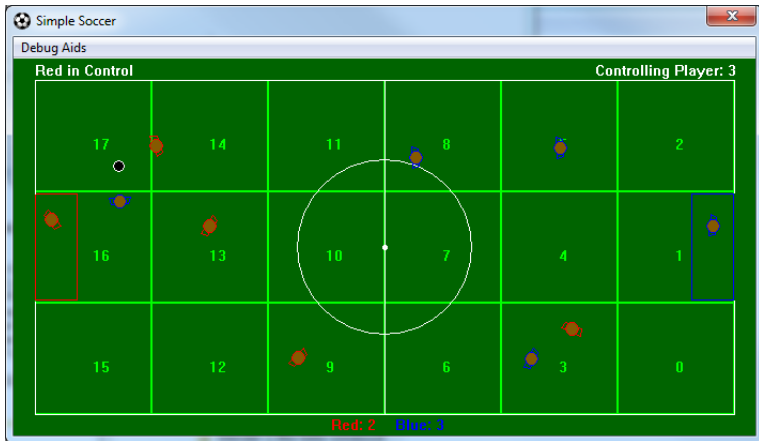 Simple Soccer
Debug Aids
Red in Control Controlling Player: 3
17 14 11 8 2
16 13 10 7 4 1
15 12 9 6 3 0
Red: 2 Blue: 3